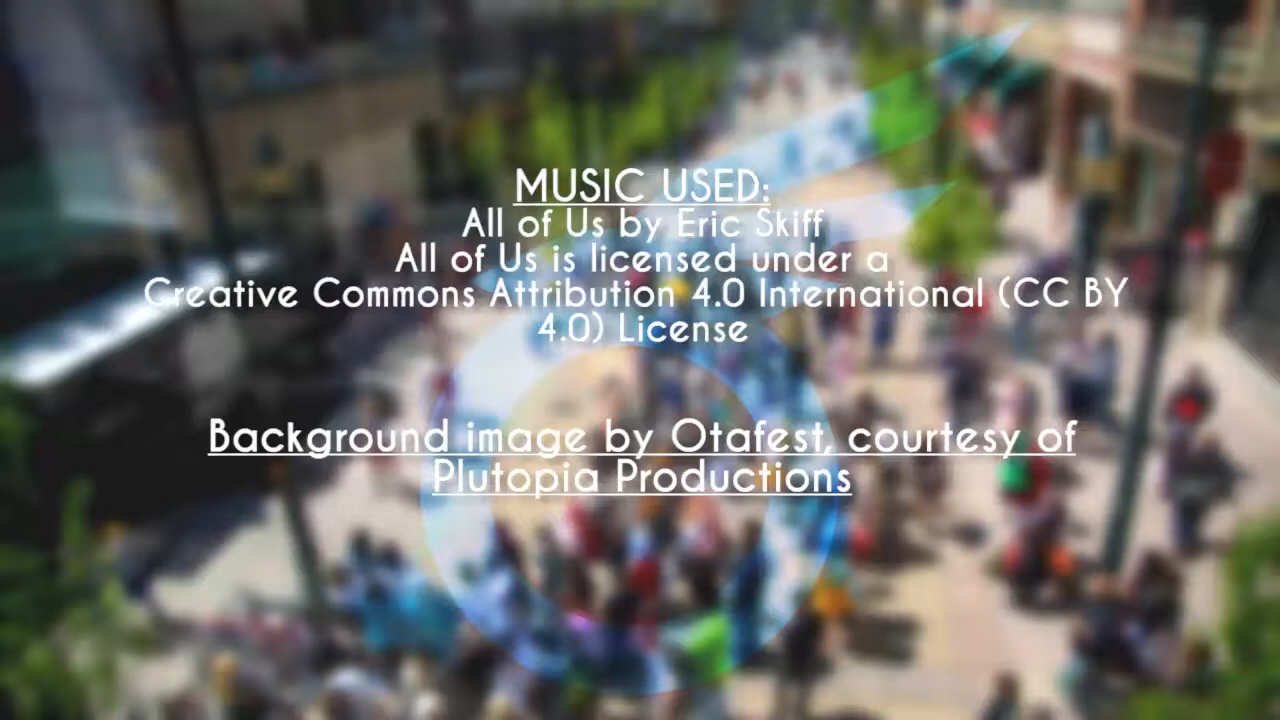 MUSIC USED:
All of Us by Eric Skiff
All of Us is licensed under a
Creative Commons Attribution 4.0 International (CC BY
4.0) License
Background image by Otafest, courtesy of
Plutopia Productions